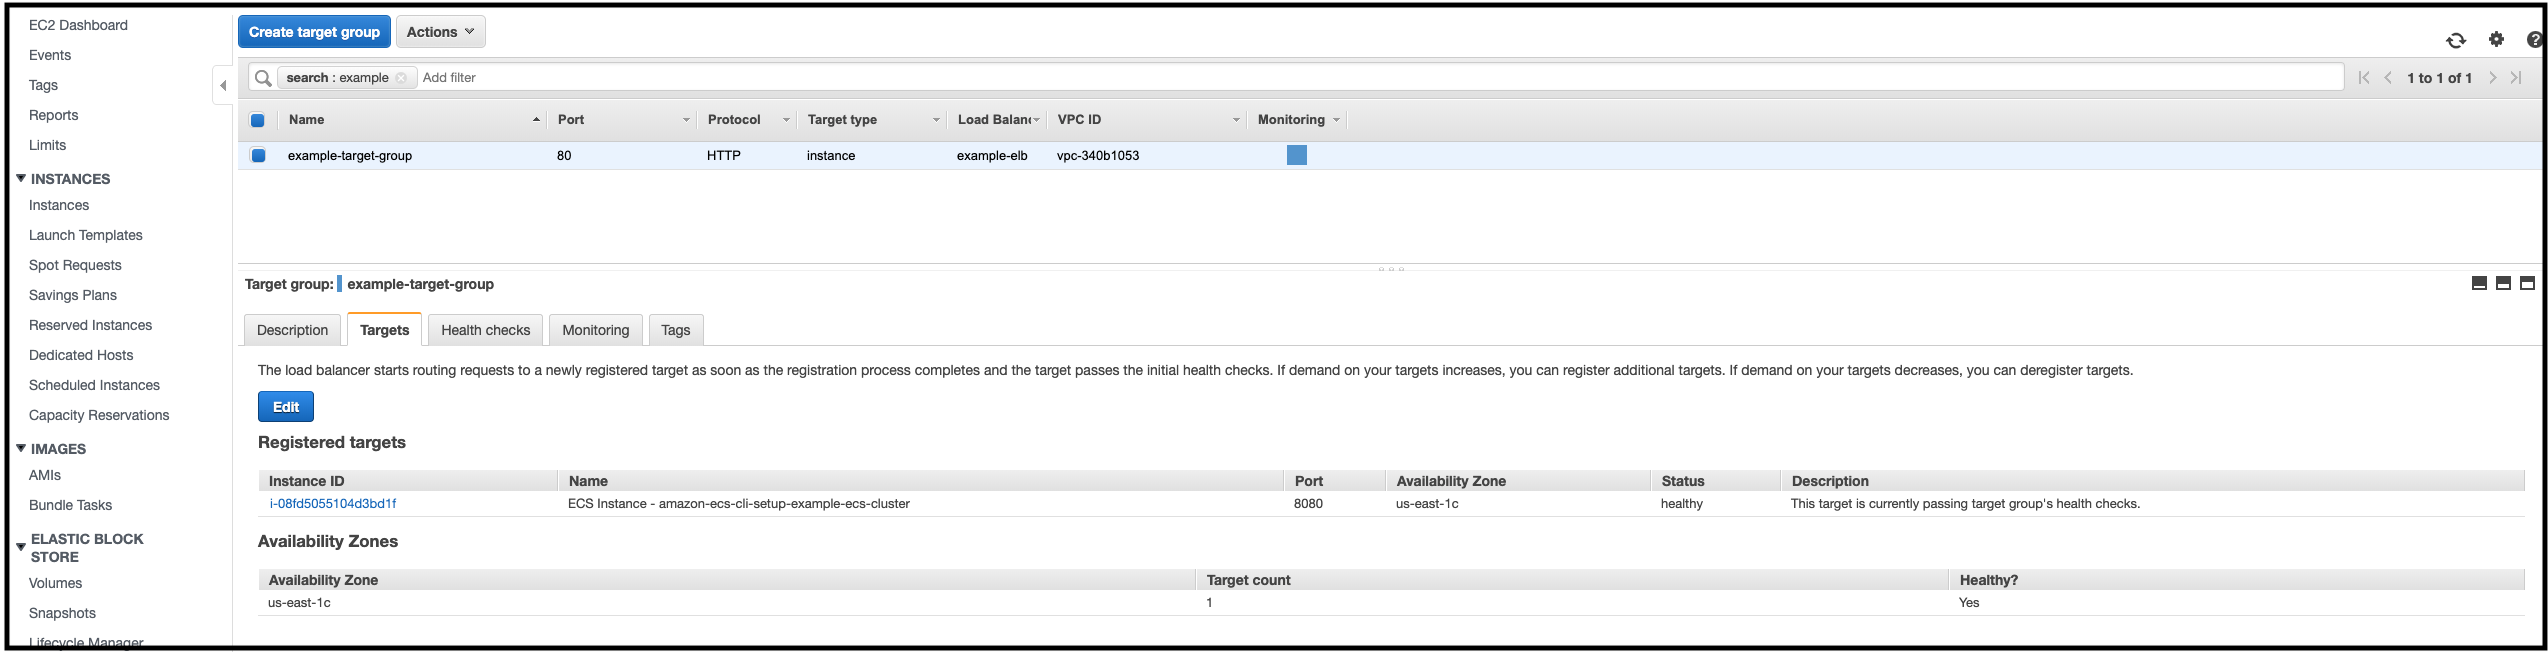 EC2 Dashboard
Events
Tags
Reports
Limits
INSTANCES
Instances
Launch Templates
Spot Requests
Savings Plans
Reserved Instances
Dedicated Hosts
Scheduled Instances
Capacity Reservations
IMAGES
AMIs
Bundle Tasks
ELASTIC BLOCK
STORE
Volumes
Snapshots
Lifecycle Manager
Create target group Actions
search : example Add filter 1 to 1 of 1
Name Port Protocol Target type Load Balanc VPC ID Monitoring
example-target-group 80 HTTP instance example-elb vpc-340b1053
Target group: example-target-group
Description Targets Health checks Monitoring Tags
The load balancer starts routing requests to a newly registered target as soon as the registration process completes and the target passes the initial health checks. If demand on your targets increases, you can register additional targets. If demand on your targets decreases, you can deregister targets.
Edit
Registered targets
Instance ID Name Port Availability Zone Status Description
i-08fd5055104d3bd1f ECS Instance - amazon-ecs-cli-setup-example-ecs-cluster 8080 us-east-1c healthy This target is currently passing target group's health checks.
Availability Zones
Availability Zone Target count Healthy?
us-east-1c 1 Yes